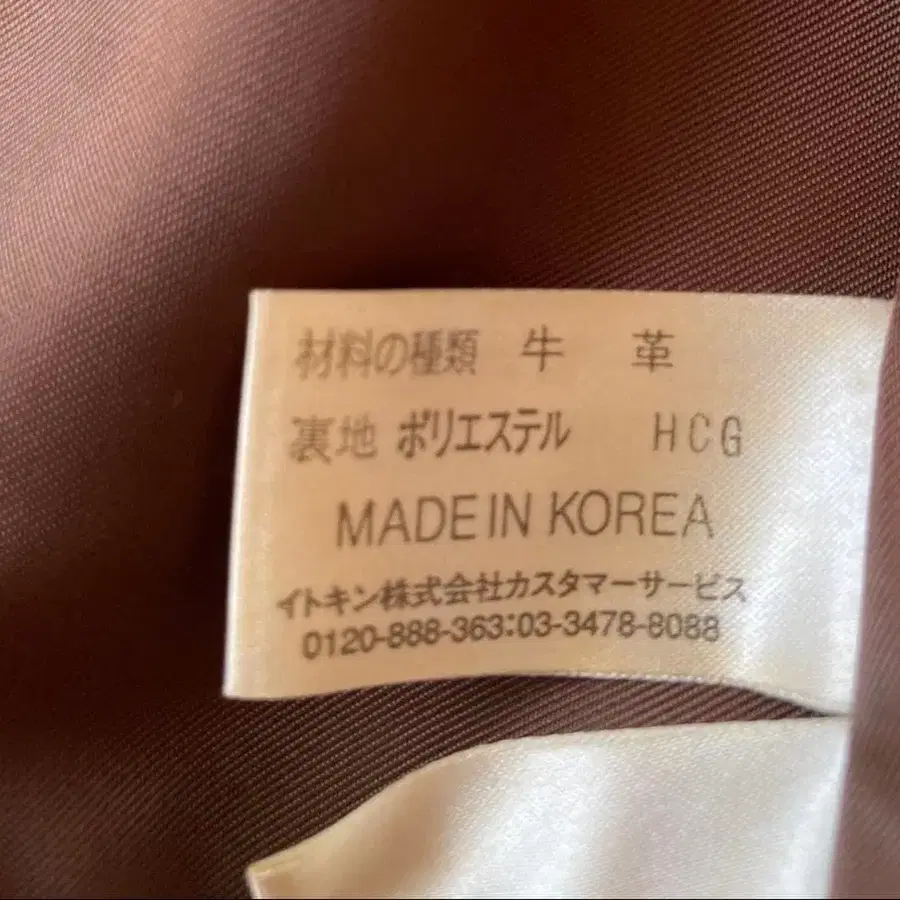 材料の種類 牛 革
裏地 ポリエステル HCG
MADE IN KOREA
イトキン株式会社カスタマーサービス
0120-888-363:03-3478-8088